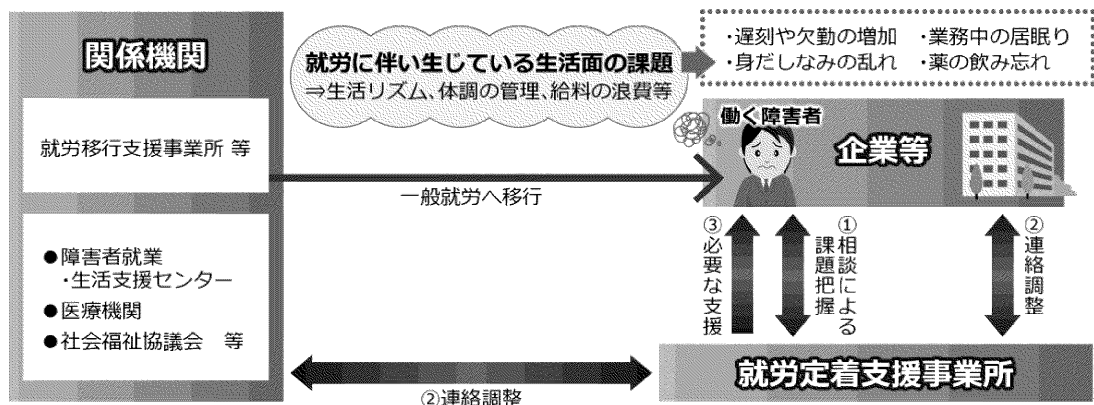 関係機関
就労移行支援事業所 等
●障害者就業
・生活支援センター
●医療機関
●社会福祉協議会 等
就労に伴い生じている生活面の課題
⇒生活リズム、体調の管理、給料の浪費等
・遅刻や欠勤の増加 ・業務中の居眠り
・身だしなみの乱れ ・薬の飲み忘れ
働く障害者
企業等
一般就労へ移行
③必要な支援
①相談による
課題把握
②連絡調整
②連絡調整
就労定着支援事業所